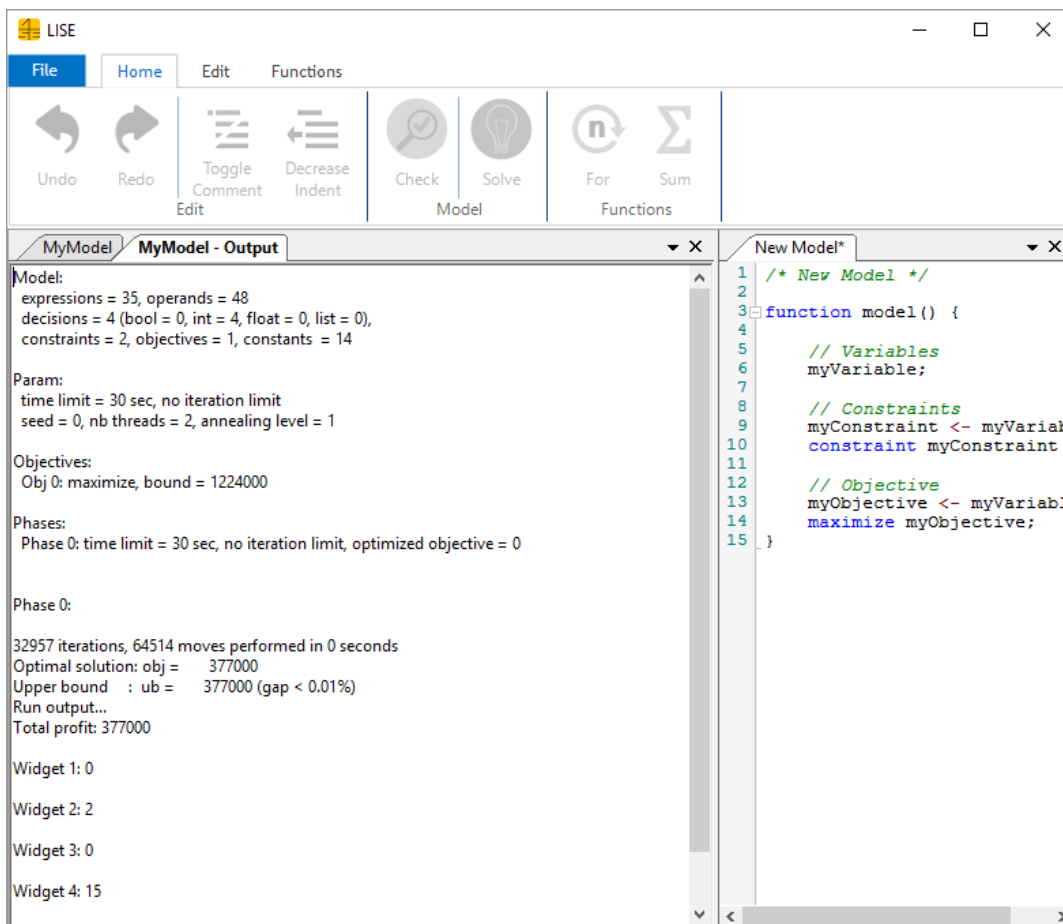 LISE
File Home Edit Functions
Undo Redo Toggle Comment Decrease Indent Check Solve For Sum
Edit Model Functions
MyModel MyModel - Output
Model:
expressions = 35, operands = 48
decisions = 4 (bool = 0, int = 4, float = 0, list = 0),
constraints = 2, objectives = 1, constants = 14
Param:
time limit = 30 sec, no iteration limit
seed = 0, nb threads = 2, annealing level = 1
Objectives:
Obj 0: maximize, bound = 1224000
Phases:
Phase 0: time limit = 30 sec, no iteration limit, optimized objective = 0
Phase 0:
32957 iterations, 64514 moves performed in 0 seconds
Optimal solution: obj = 377000
Upper bound : ub = 377000 (gap < 0.01%)
Run output...
Total profit: 377000
Widget 1: 0
Widget 2: 2
Widget 3: 0
Widget 4: 15
New Model*
1 /* New Model */
2
3 function model() {
4
5 // Variables
6 myVariable;
7
8 // Constraints
9 myConstraint <- myVariab
10 constraint myConstraint
11
12 // Objective
13 myObjective <- myVariabl
14 maximize myObjective;
15 }